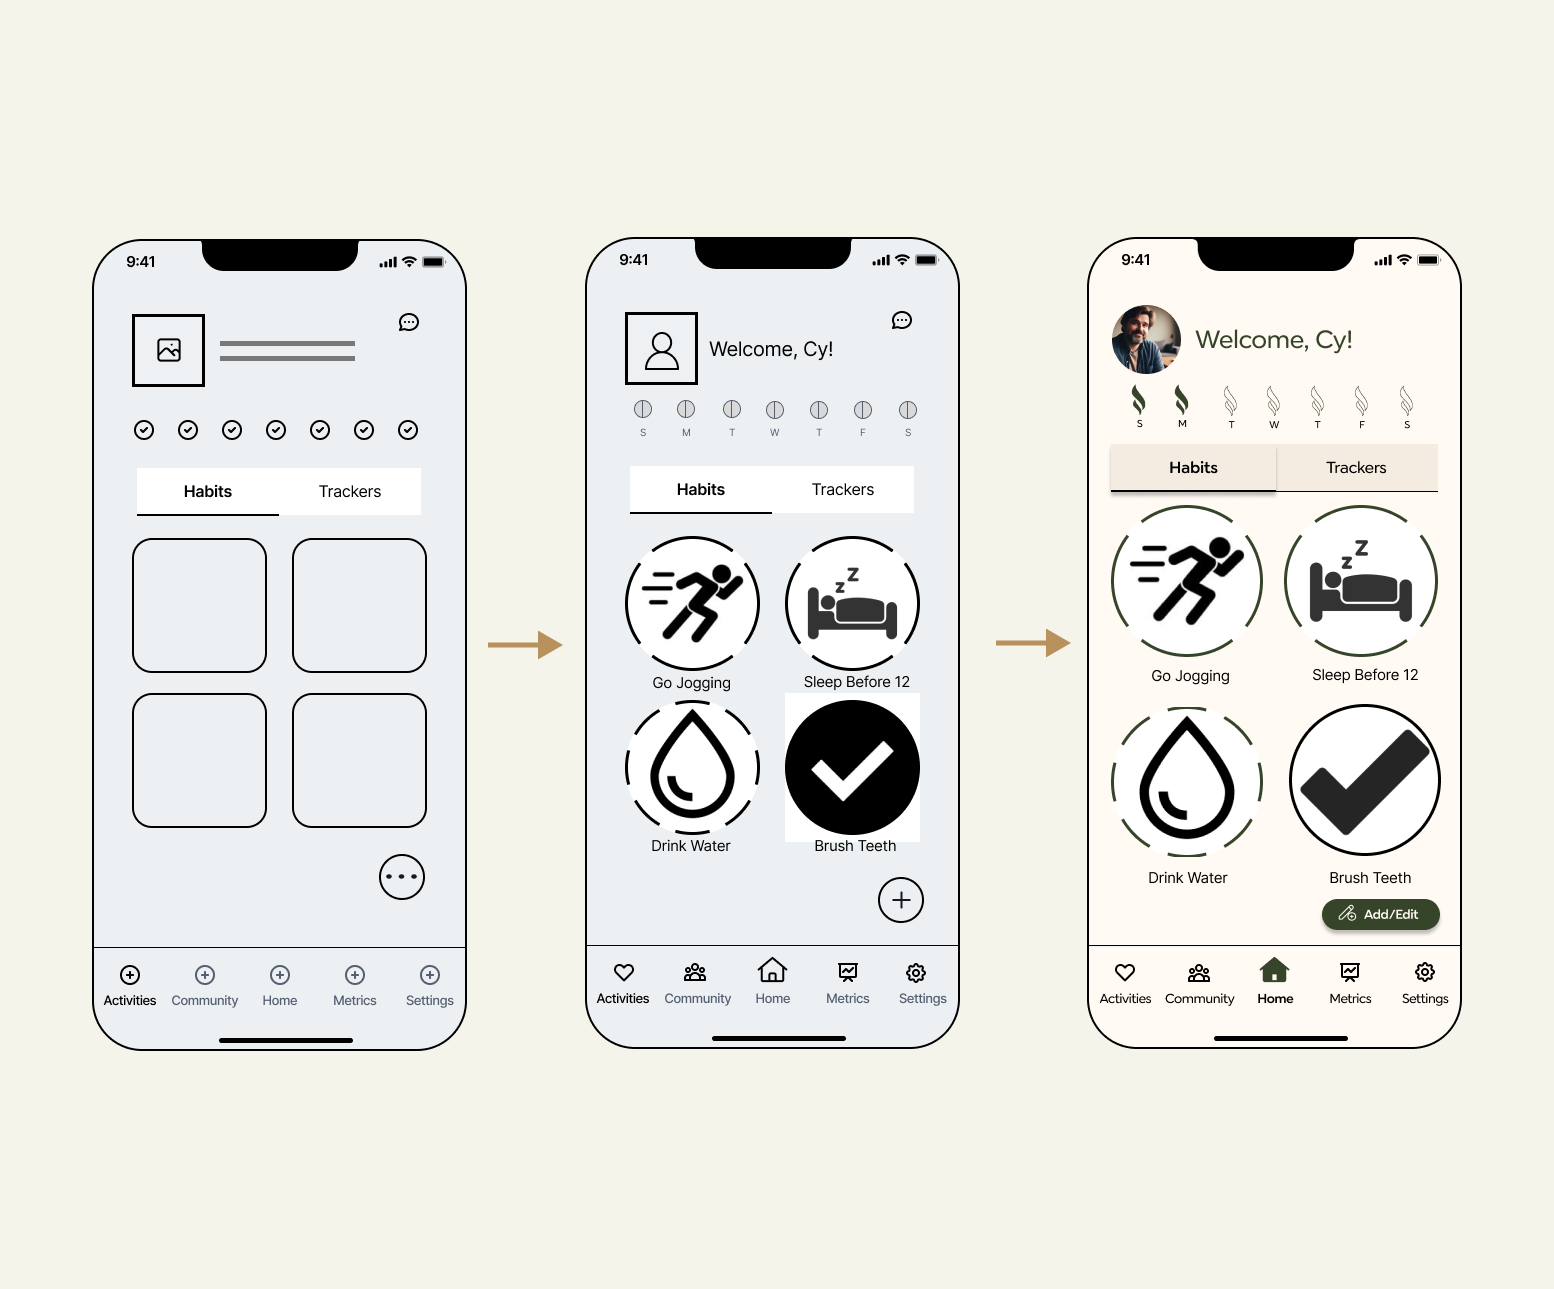 9:41
Habits Trackers
Activities Community Home Metrics Settings
9:41
Welcome, Cy!
S M T W T F S
Habits Trackers
Go Jogging Sleep Before 12
Drink Water Brush Teeth
Activities Community Home Metrics Settings
9:41
Welcome, Cy!
S M T W T F S
Habits Trackers
Go Jogging Sleep Before 12
Drink Water Brush Teeth
Add/Edit
Activities Community Home Metrics Settings